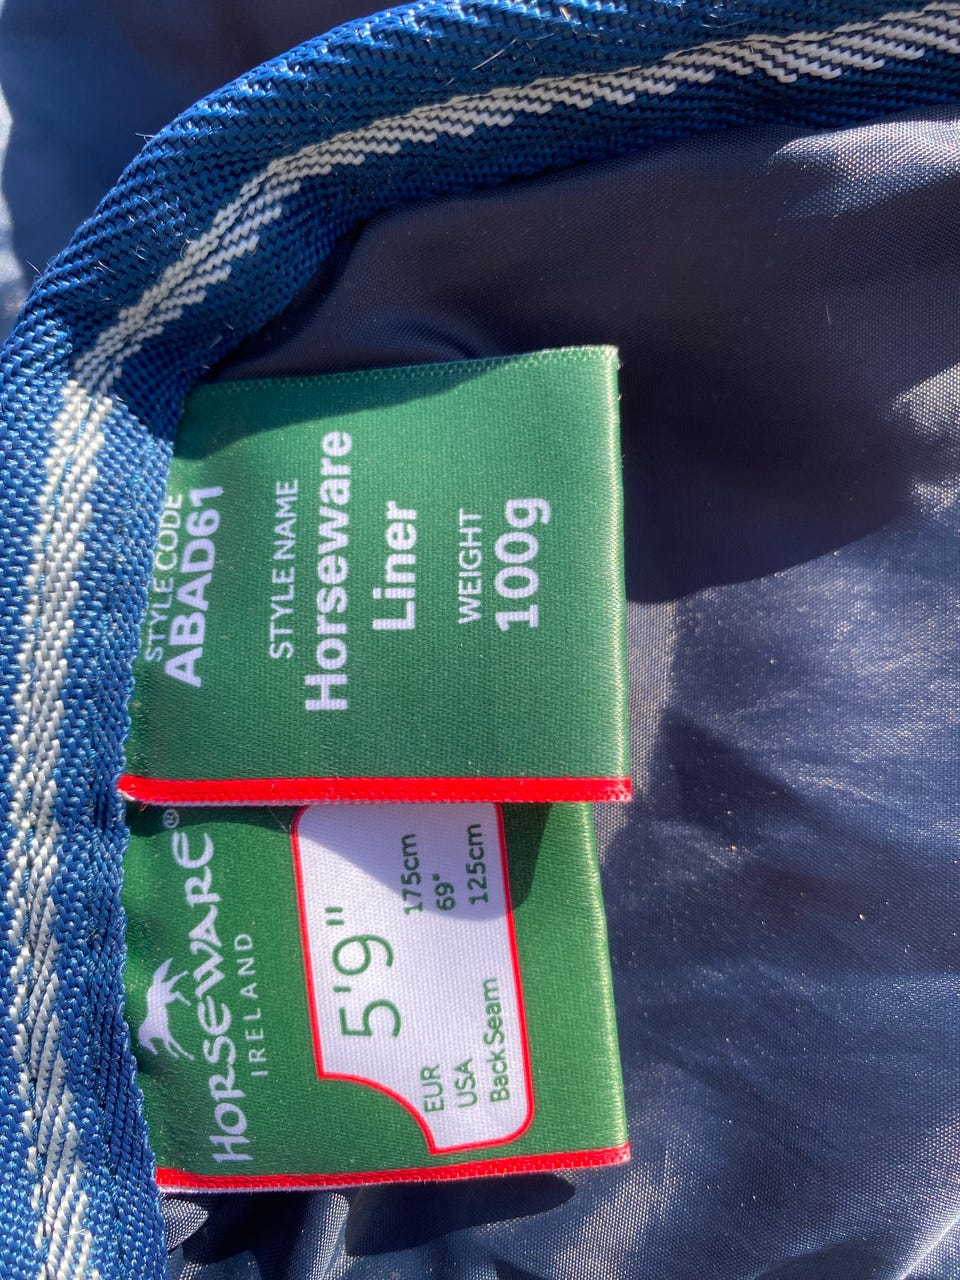 STYLE CODE
ABAD61
STYLE NAME
Horseware
Liner
WEIGHT
100g
HORSEWARE®
IRELAND
5'9"
EUR 175cm
USA 69"
Back Seam 125cm